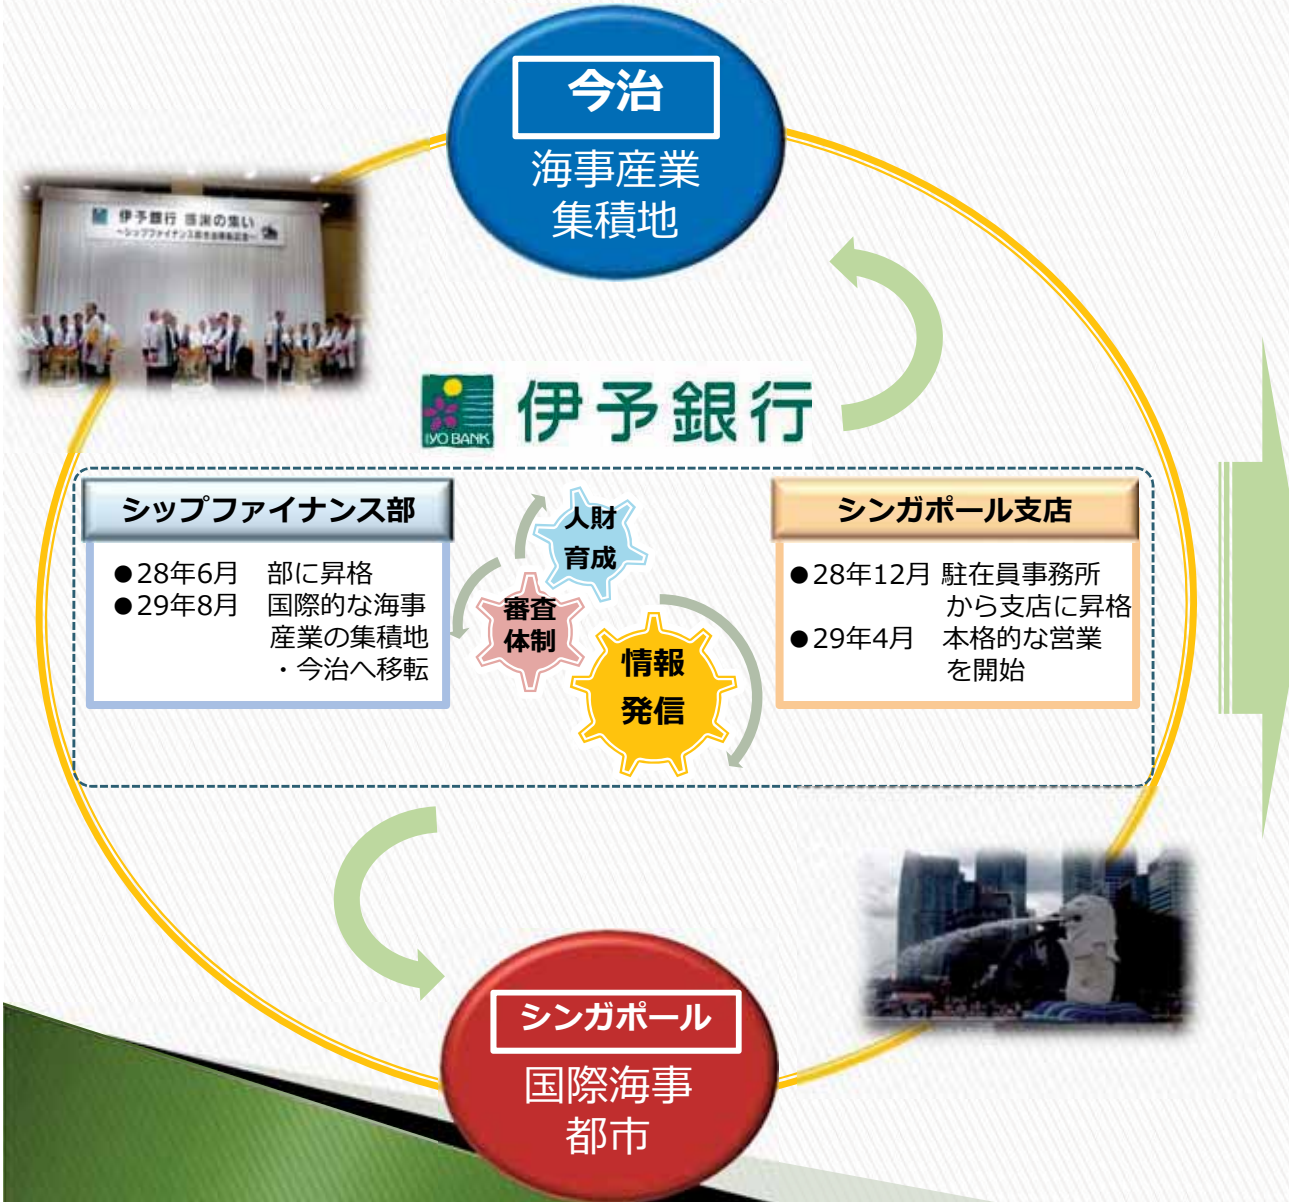 今治
海事産業
集積地
伊予銀行 感謝の集い
IYO BANK
伊予銀行
シップファイナンス部
●28年6月 部に昇格
●29年8月 国際的な海事
産業の集積地
・今治へ移転
人財
育成
審査
体制
情報
発信
シンガポール支店
●28年12月 駐在員事務所
から支店に昇格
●29年4月 本格的な営業
を開始
シンガポール
国際海事
都市